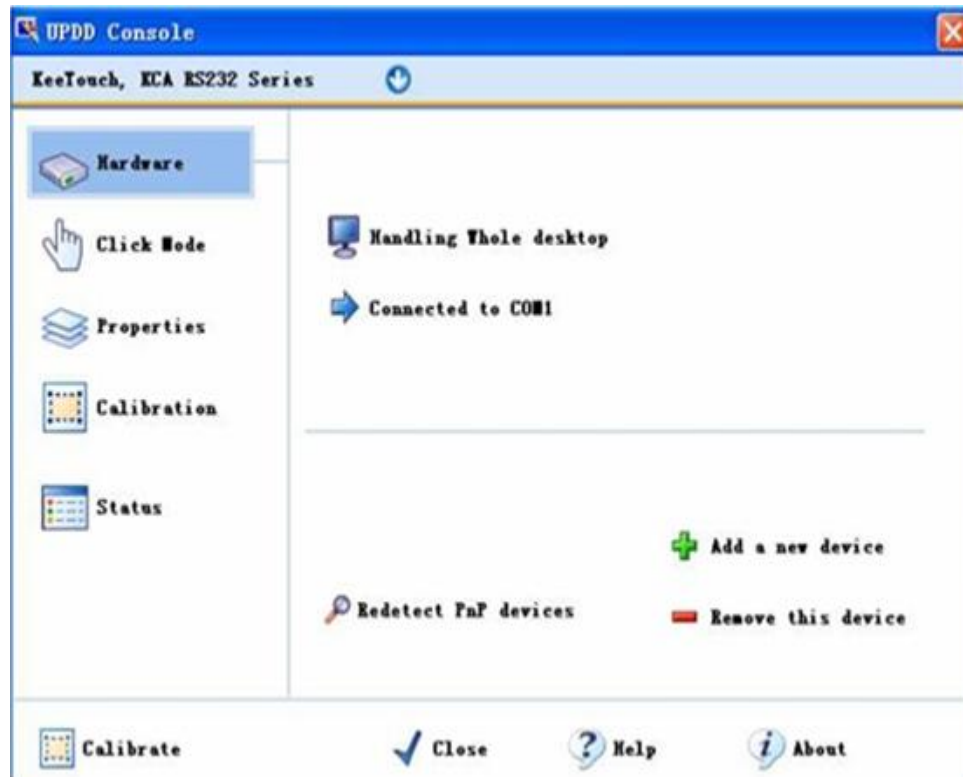 UPDD Console
KeeTouch, KCA RS232 Series
Hardware
Click Mode
Properties
Calibration
Status
Handling Whole desktop
Connected to COM1
Add a new device
Redetect PnP devices
Remove this device
Calibrate
Close
Help
About